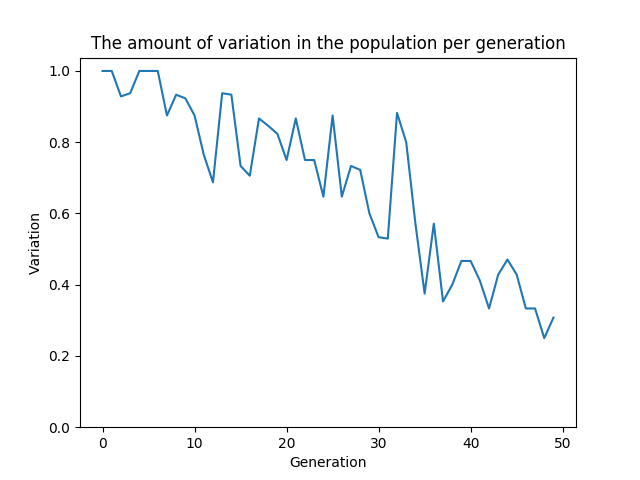 The amount of variation in the population per generation
1.0
0.8
0.6
0.4
0.2
0.0
Variation
0 10 20 30 40 50
Generation